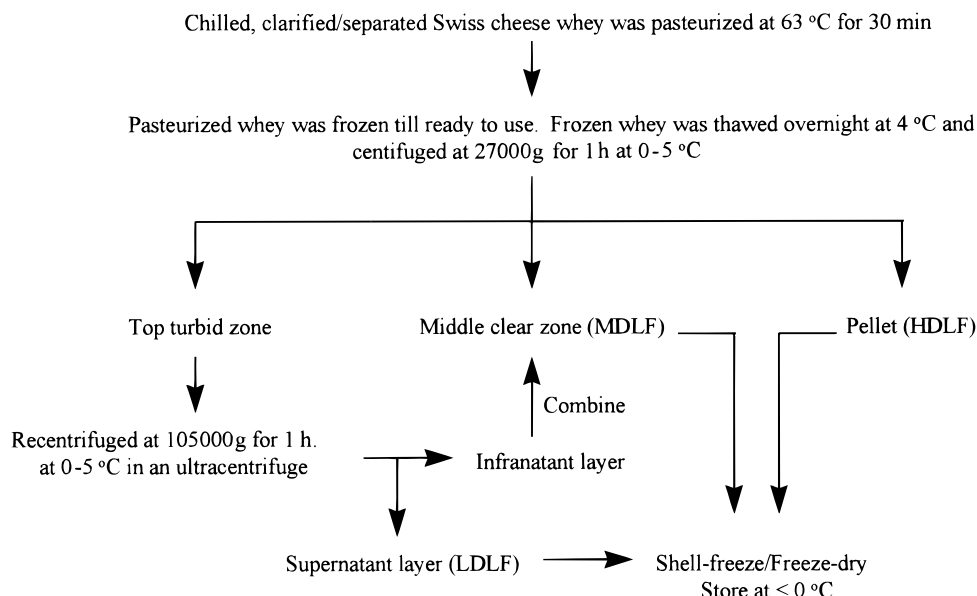 Chilled, clarified/separated Swiss cheese whey was pasteurized at 63 °C for 30 min
Pasteurized whey was frozen till ready to use. Frozen whey was thawed overnight at 4 °C and
centifuged at 27000g for 1h at 0-5 °C
Top turbid zone
Middle clear zone (MDLF)
Pellet (HDLF)
Combine
Recentrifuged at 105000g for 1 h.
at 0-5 °C in an ultracentrifuge
Infranatant layer
Supernatant layer (LDLF)
Shell-freeze/Freeze-dry
Store at < 0 °C